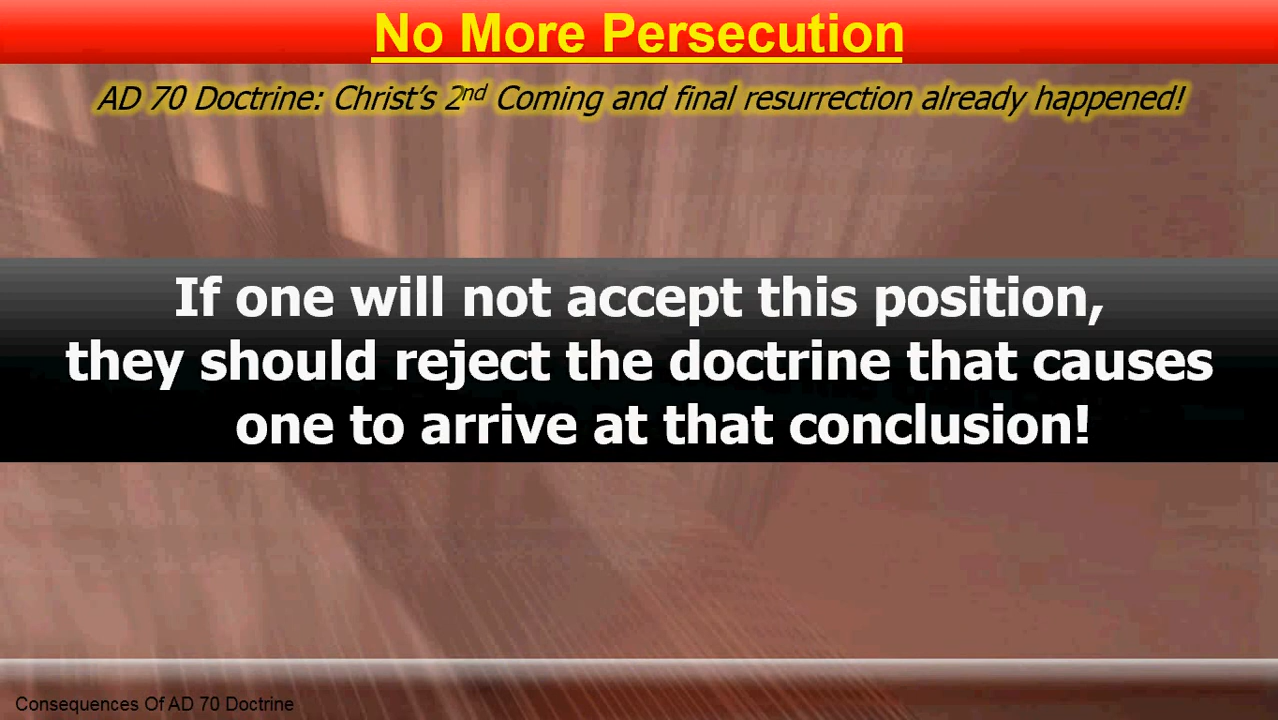 No More Persecution
AD 70 Doctrine: Christ's 2nd Coming and final resurrection already happened!
If one will not accept this position,
they should reject the doctrine that causes
one to arrive at that conclusion!
Consequences Of AD 70 Doctrine